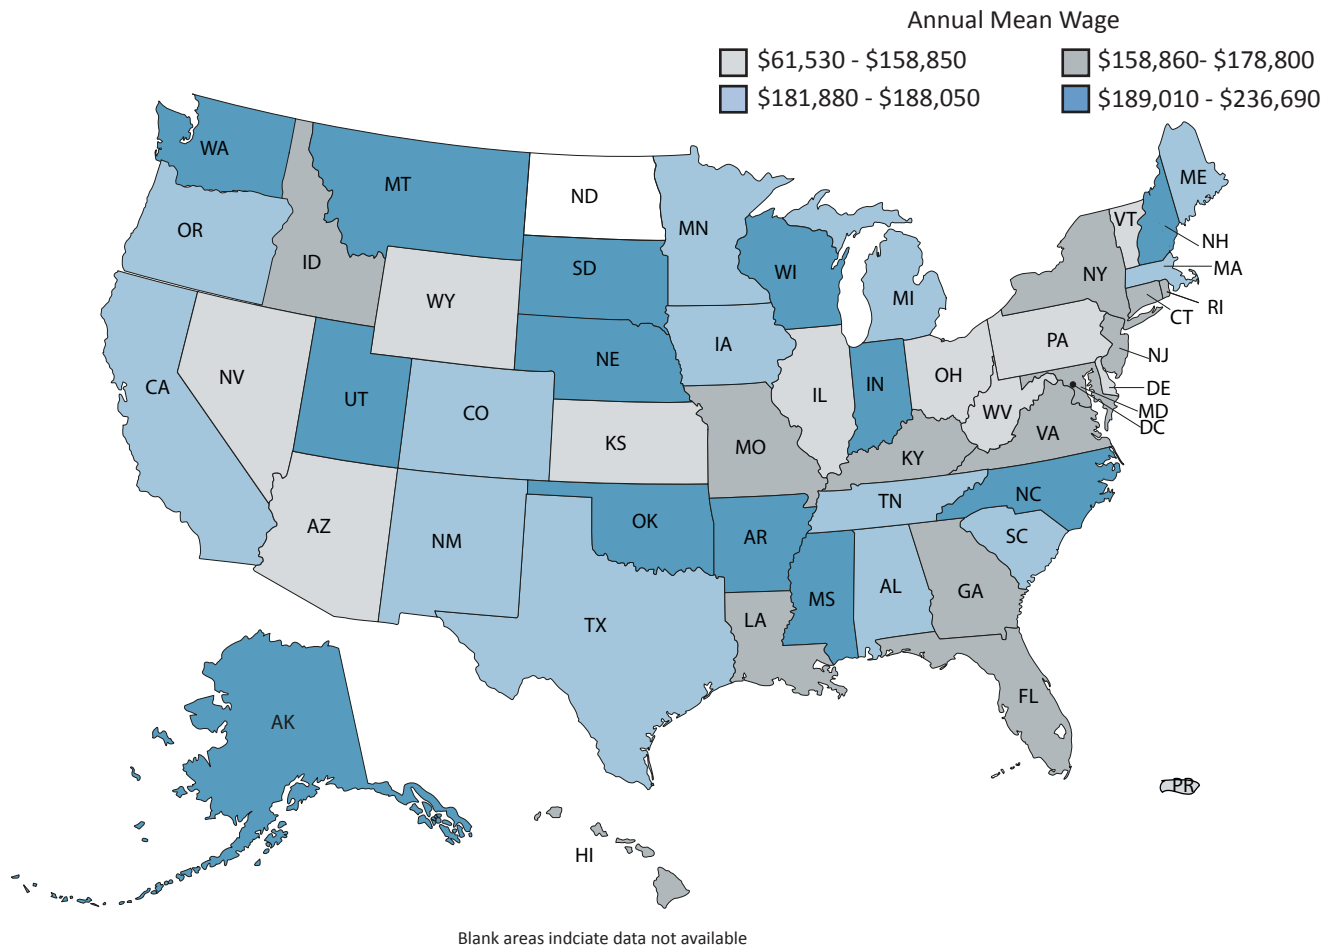 Annual Mean Wage
$61,530 - $158,850
$158,860- $178,800
$181,880 - $188,050
$189,010 - $236,690
WA
MT
ND
MN
ME
OR
ID
SD
WI
MI
VT
NH
NY
MA
WY
RI
CT
IA
NE
PA
NJ
CA
NV
UT
CO
IL
IN
OH
DE
WV
MD
DC
KS
MO
KY
VA
AZ
NM
OK
AR
TN
NC
SC
MS
AL
GA
LA
TX
FL
AK
PR
HI
Blank areas indciate data not available